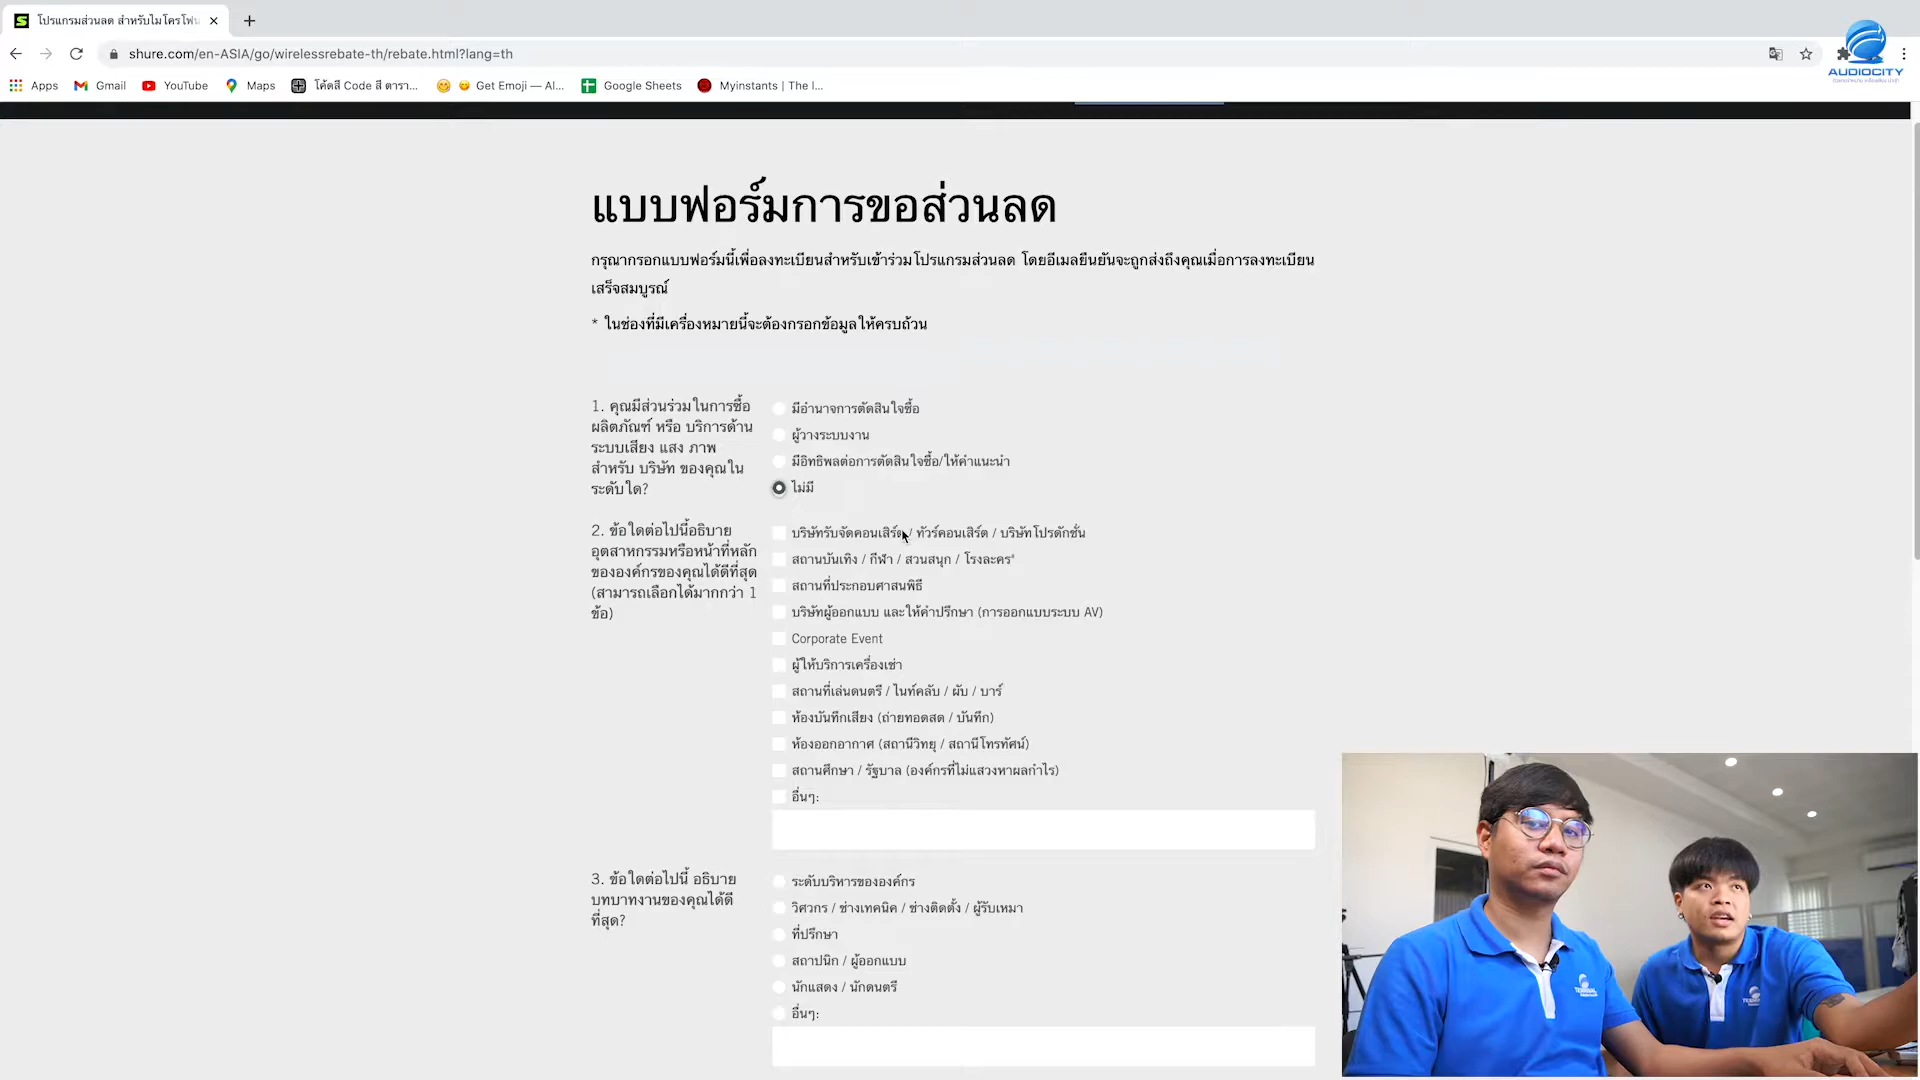 โปรแกรมส่วนลด สำหรับไมโครโฟน
shure.com/en-ASIA/go/wirelessrebate-th/rebate.html?lang=th
Apps Gmail YouTube Maps โค้ดสี Code สี ตารา... Get Emoji — Al... Google Sheets Myinstants | The l...
AUDIOCITY
แบบฟอร์มการขอส่วนลด
กรุณากรอกแบบฟอร์มนี้เพื่อลงทะเบียนสำหรับเข้าร่วมโปรแกรมส่วนลด โดยอีเมลยืนยันจะถูกส่งถึงคุณเมื่อการลงทะเบียน
เสร็จสมบูรณ์
* ในช่องที่มีเครื่องหมายนี้จะต้องกรอกข้อมูลให้ครบถ้วน
1. คุณมีส่วนร่วมในการซื้อ
ผลิตภัณฑ์ หรือ บริการด้าน
ระบบเสียง แสง ภาพ
สำหรับ บริษัท ของคุณใน
ระดับใด?
มีอำนาจการตัดสินใจซื้อ
ผู้วางระบบงาน
มีอิทธิพลต่อการตัดสินใจซื้อ/ให้คำแนะนำ
ไม่มี
2. ข้อใดต่อไปนี้อธิบาย
อุตสาหกรรมหรือหน้าที่หลัก
ขององค์กรของคุณได้ดีที่สุด
(สามารถเลือกได้มากกว่า 1
ข้อ)
บริษัทรับจัดคอนเสิร์ต / ทัวร์คอนเสิร์ต / บริษัทโปรดักชั่น
สถานบันเทิง / กีฬา / สวนสนุก / โรงละคร*
สถานที่ประกอบศาสนพิธี
บริษัทผู้ออกแบบ และให้คำปรึกษา (การออกแบบระบบ AV)
Corporate Event
ผู้ให้บริการเครื่องเช่า
สถานที่เล่นดนตรี / ไนท์คลับ / ผับ / บาร์
ห้องบันทึกเสียง (ถ่ายทอดสด / บันทึก)
ห้องออกอากาศ (สถานีวิทยุ / สถานีโทรทัศน์)
สถานศึกษา / รัฐบาล (องค์กรที่ไม่แสวงหาผลกำไร)
อื่นๆ:
3. ข้อใดต่อไปนี้ อธิบาย
บทบาทงานของคุณได้ดี
ที่สุด?
ระดับบริหารขององค์กร
วิศวกร / ช่างเทคนิค / ช่างติดตั้ง / ผู้รับเหมา
ที่ปรึกษา
สถาปนิก / ผู้ออกแบบ
นักแสดง / นักดนตรี
อื่นๆ: